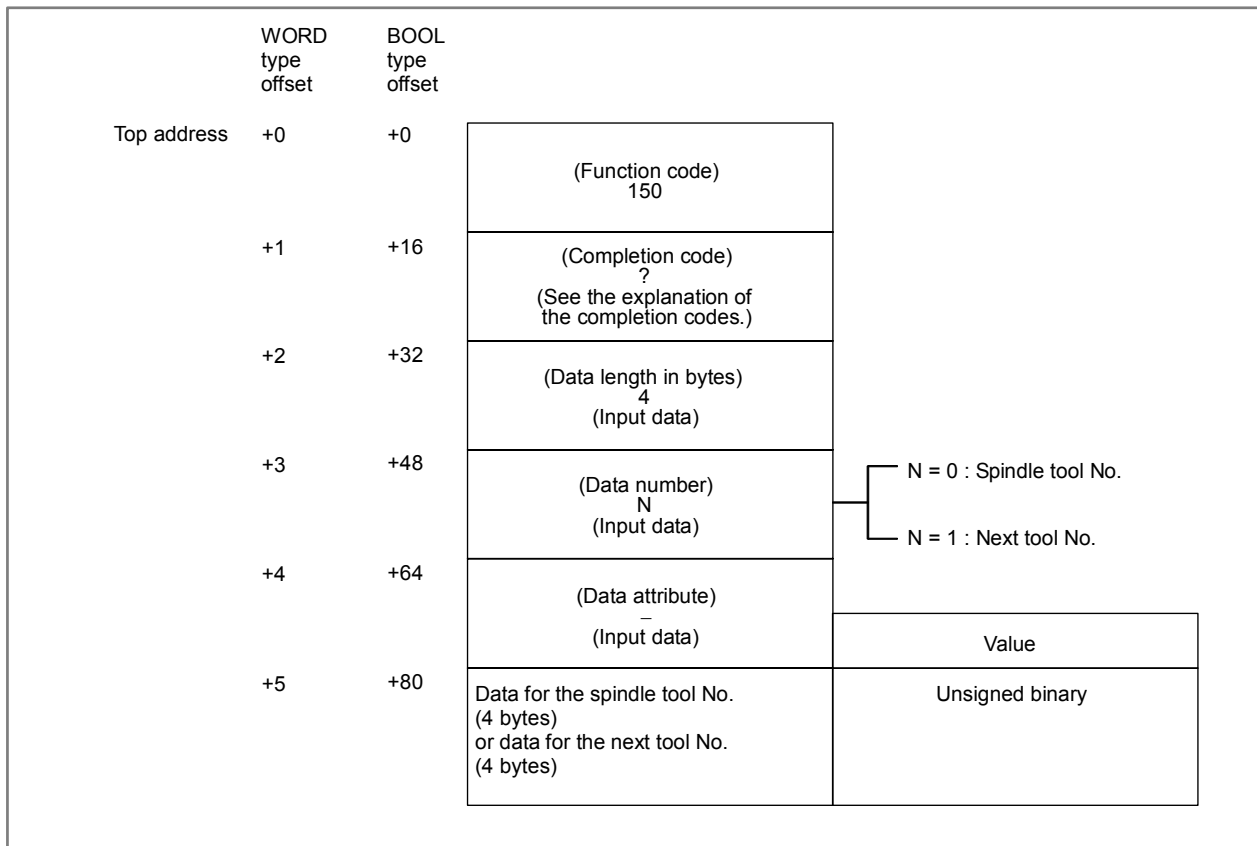 WORD type offset
BOOL type offset
Top address +0 +0
(Function code)
150
+1 +16
(Completion code)
?
(See the explanation of
the completion codes.)
+2 +32
(Data length in bytes)
4
(Input data)
+3 +48
(Data number)
N
(Input data)
N = 0 : Spindle tool No.
N = 1 : Next tool No.
+4 +64
(Data attribute)
–
(Input data)
Value
+5 +80
Data for the spindle tool No.
(4 bytes)
or data for the next tool No.
(4 bytes)
Unsigned binary